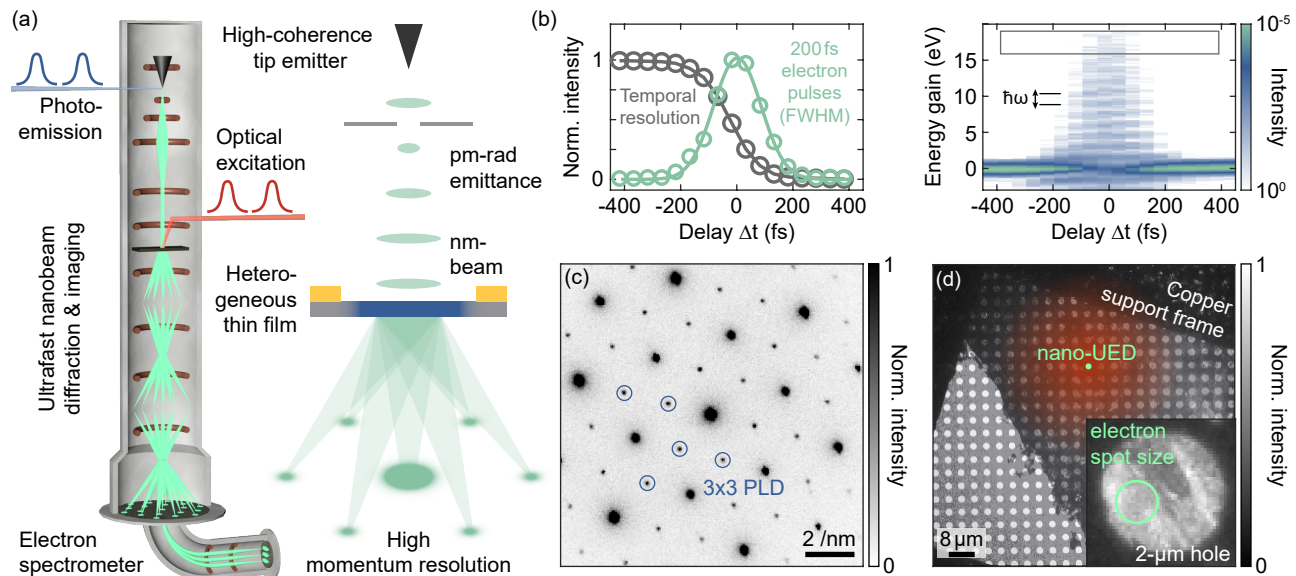 (a)
High-coherence
tip emitter
Photo-
emission
Optical
excitation
pm-rad
emittance
nm-
beam
Ultrafast nanobeam
diffraction & imaging
Hetero-
geneous
thin film
Electron
spectrometer
High
momentum resolution
(b)
Norm. intensity
1
0
Temporal
resolution
200 fs
electron
pulses
(FWHM)
-400 -200 0 200 400
Delay Δt (fs)
Energy gain (eV)
15
10
5
0
ħω
-400 -200 0 200 400
Delay Δt (fs)
10⁻⁵
Intensity
10⁰
(c)
3x3 PLD
2 /nm
1
Norm. intensity
0
(d)
Copper
support frame
nano-UED
electron
spot size
2-μm hole
8 μm
1
Norm. intensity
0